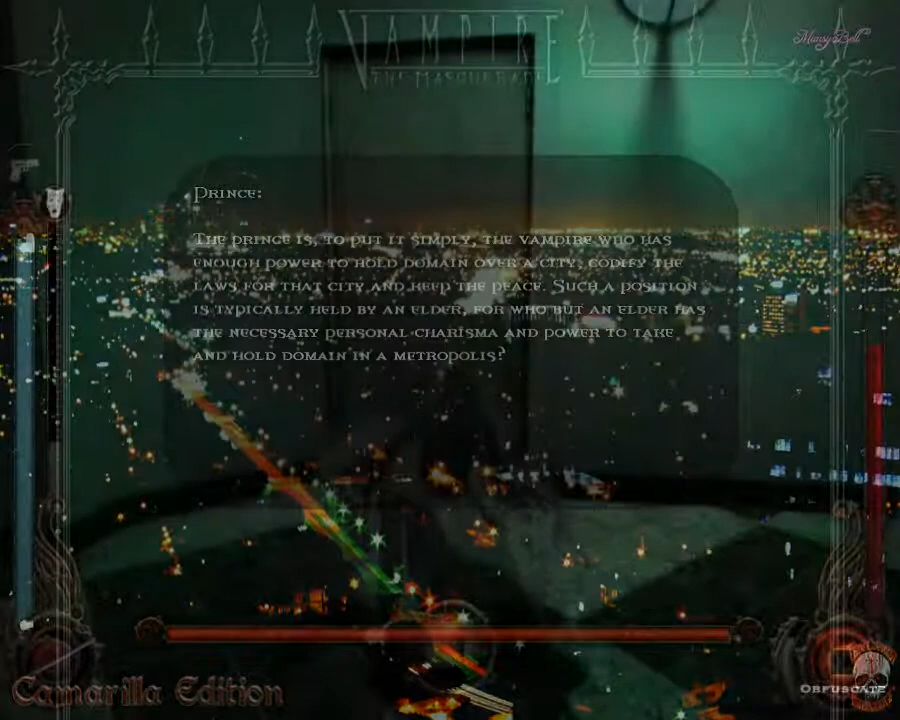 VAMPIRE
THE MASQUERADE
MimsyBell
PRINCE:
THE PRINCE IS, TO PUT IT SIMPLY, THE VAMPIRE WHO HAS
ENOUGH POWER TO HOLD DOMAIN OVER A CITY, CODIFY THE
LAWS FOR THAT CITY AND KEEP THE PEACE. SUCH A POSITION
IS TYPICALLY HELD BY AN ELDER, FOR WHO BUT AN ELDER HAS
THE NECESSARY PERSONAL CHARISMA AND POWER TO TAKE
AND HOLD DOMAIN IN A METROPOLIS?
Camarilla Edition
OBFUSCATE